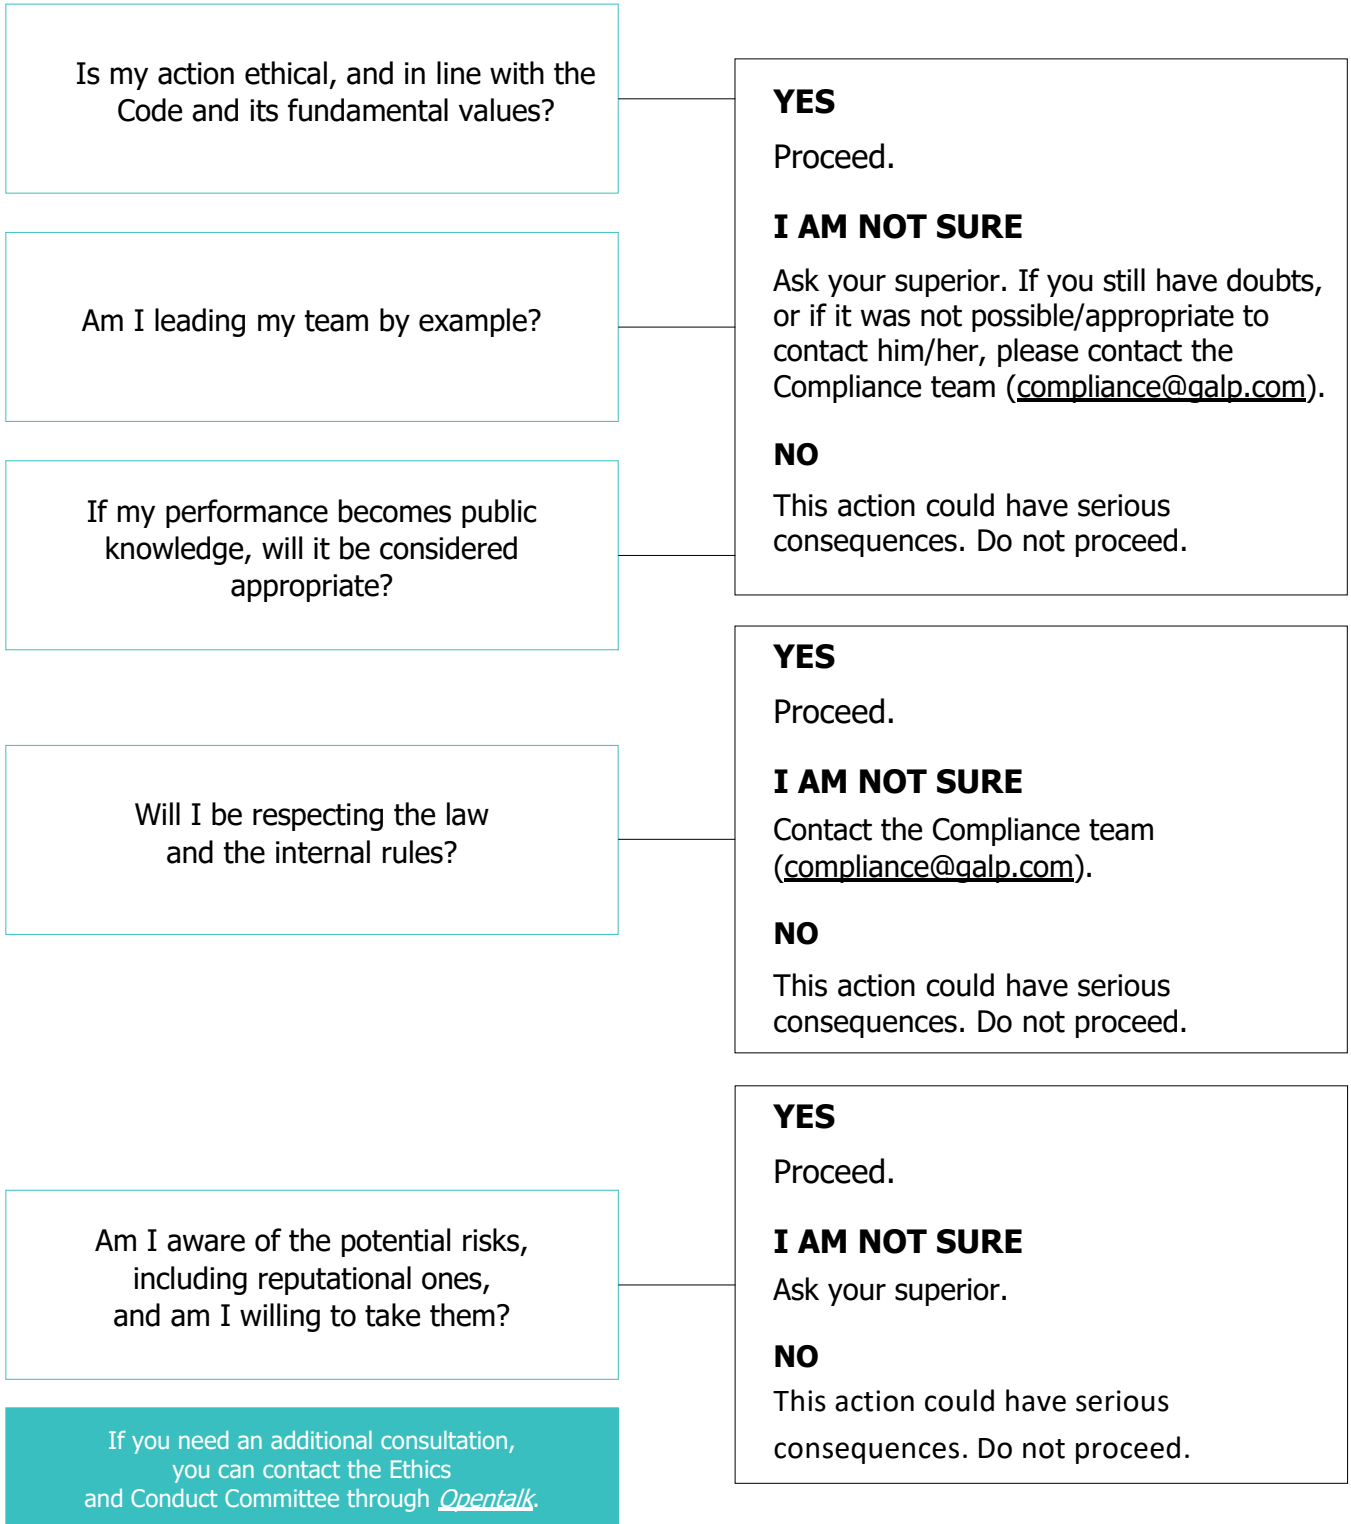 Is my action ethical, and in line with the
Code and its fundamental values?
YES
Proceed.
I AM NOT SURE
Ask your superior. If you still have doubts,
or if it was not possible/appropriate to
contact him/her, please contact the
Compliance team (compliance@galp.com).
NO
This action could have serious
consequences. Do not proceed.
Am I leading my team by example?
If my performance becomes public
knowledge, will it be considered
appropriate?
Will I be respecting the law
and the internal rules?
YES
Proceed.
I AM NOT SURE
Contact the Compliance team
(compliance@galp.com).
NO
This action could have serious
consequences. Do not proceed.
Am I aware of the potential risks,
including reputational ones,
and am I willing to take them?
YES
Proceed.
I AM NOT SURE
Ask your superior.
NO
This action could have serious
consequences. Do not proceed.
If you need an additional consultation,
you can contact the Ethics
and Conduct Committee through Opentalk.